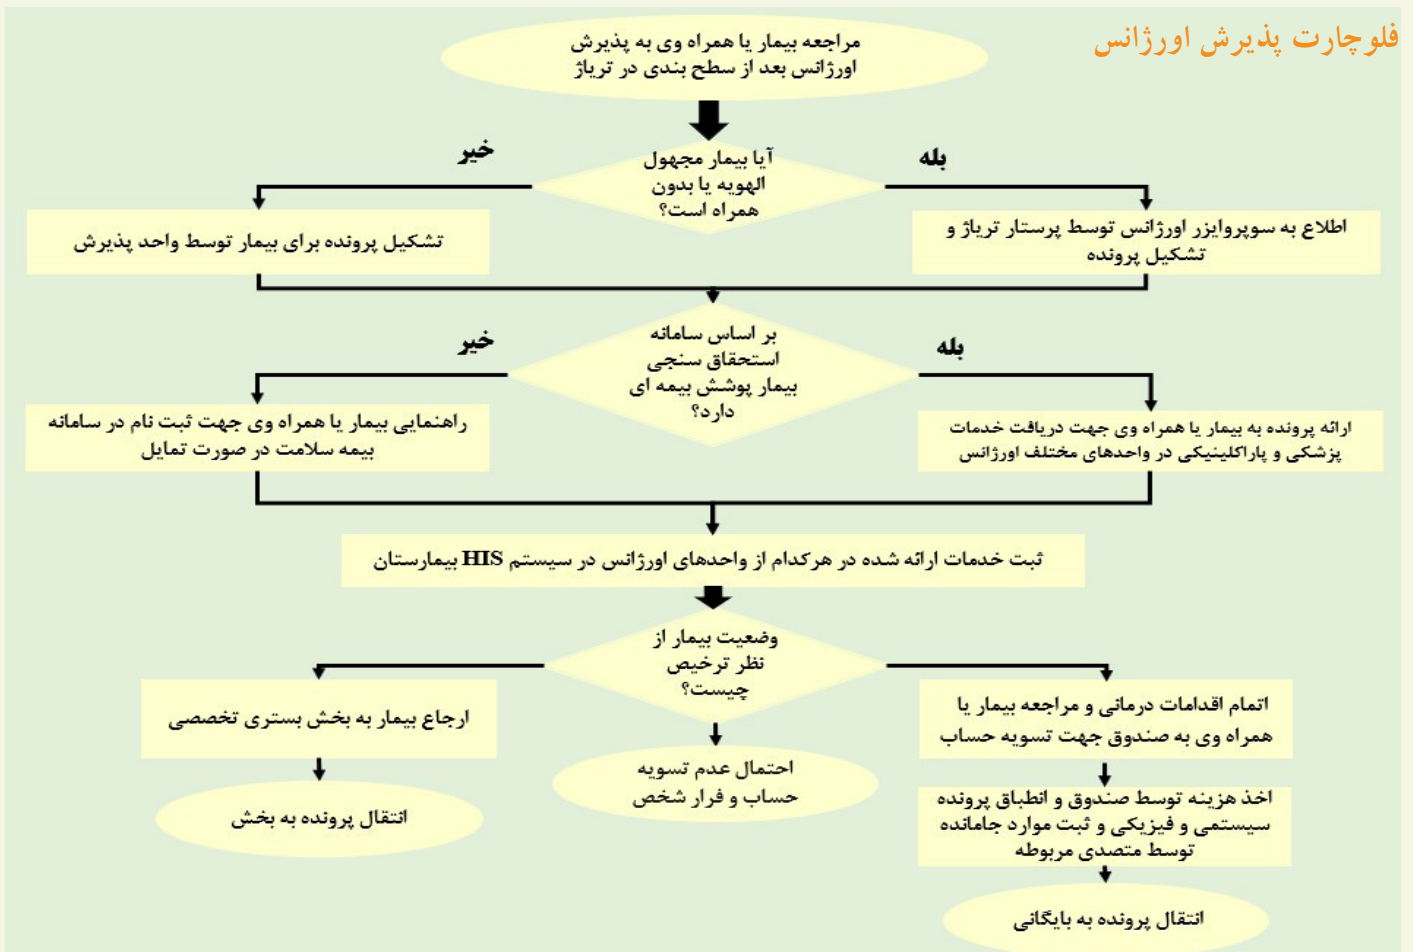 فلوچارت پذیرش اورژانس
مراجعه بیمار یا همراه وی به پذیرش
اورژانس بعد از سطح بندی در تریاژ
آیا بیمار مجهول
الهویه یا بدون
همراه است؟
بله
خیر
اطلاع به سوپروایزر اورژانس توسط پرستار تریاژ و
تشکیل پرونده
تشکیل پرونده برای بیمار توسط واحد پذیرش
بر اساس سامانه
استحقاق سنجی
بیمار پوشش بیمه ای
دارد؟
بله
خیر
ارائه پرونده به بیمار یا همراه وی جهت دریافت خدمات
پزشکی و پاراکلینیکی در واحدهای مختلف اورژانس
راهنمایی بیمار یا همراه وی جهت ثبت نام در سامانه
بیمه سلامت در صورت تمایل
ثبت خدمات ارائه شده در هرکدام از واحدهای اورژانس در سیستم HIS بیمارستان
وضعیت بیمار از
نظر ترخیص
چیست؟
اتمام اقدامات درمانی و مراجعه بیمار یا
همراه وی به صندوق جهت تسویه حساب
اخذ هزینه توسط صندوق و انطباق پرونده
سیستمی و فیزیکی و ثبت موارد جامانده
توسط متصدی مربوطه
انتقال پرونده به بایگانی
احتمال عدم تسویه
حساب و فرار شخص
ارجاع بیمار به بخش بستری تخصصی
انتقال پرونده به بخش